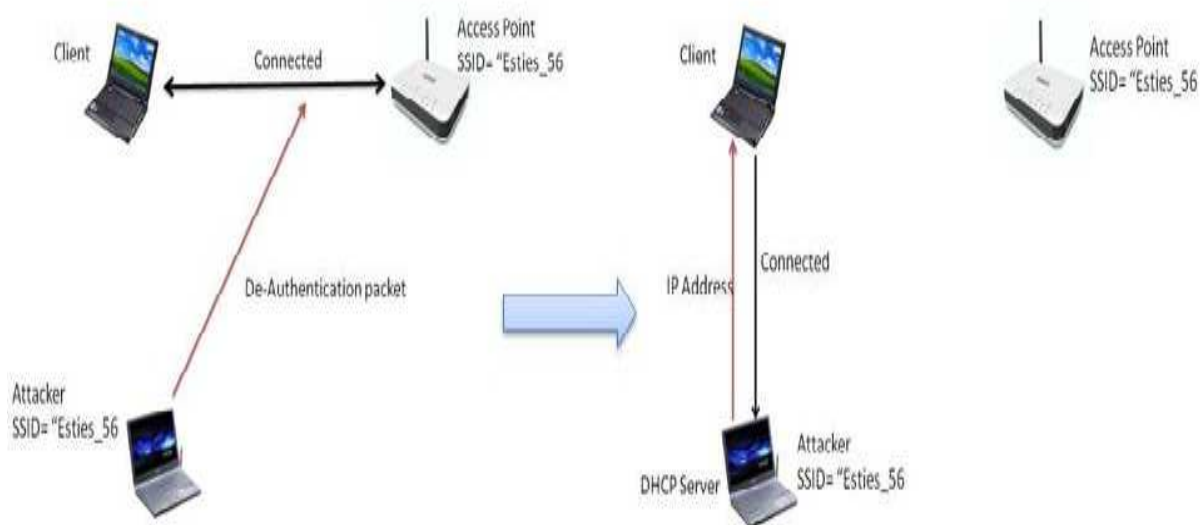 Client
Connected
Access Point
SSID= "Esties_56
De-Authentication packet
Attacker
SSID= "Esties_56
Client
Access Point
SSID= "Esties_56
IP Address
Connected
DHCP Server
Attacker
SSID= "Esties_56